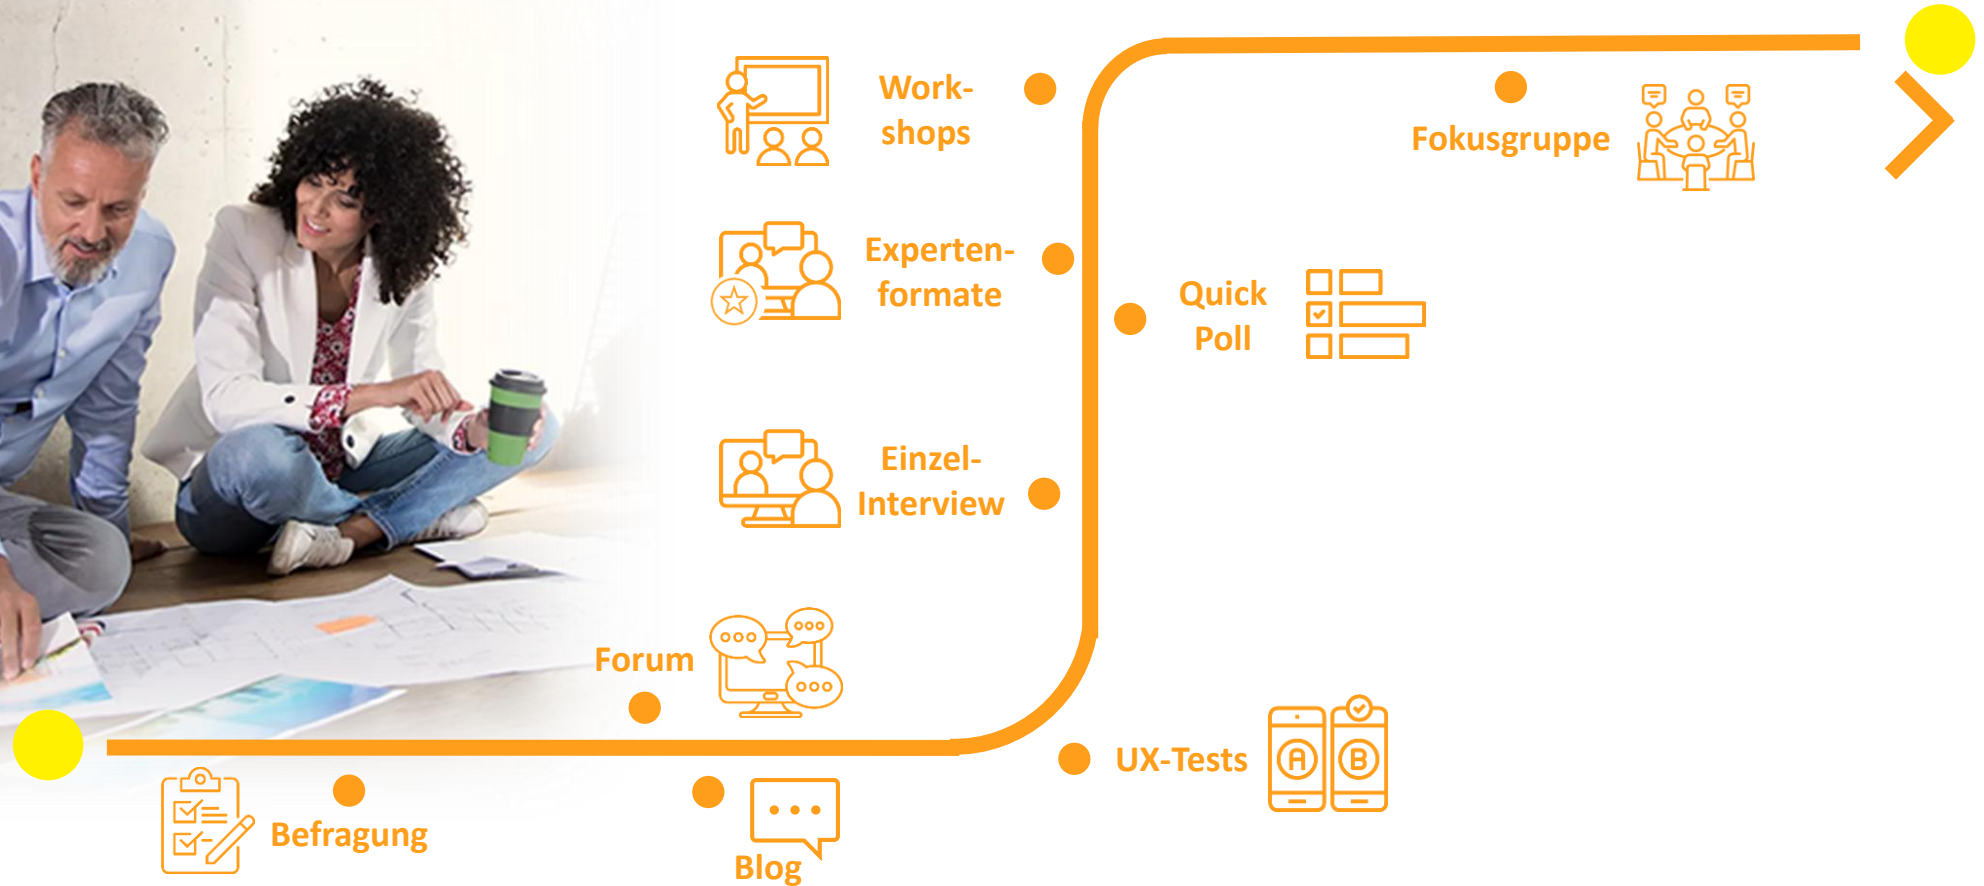 Work-
shops
Fokusgruppe
Experten-
formate
Quick
Poll
Einzel-
Interview
Forum
UX-Tests
A
B
Befragung
Blog